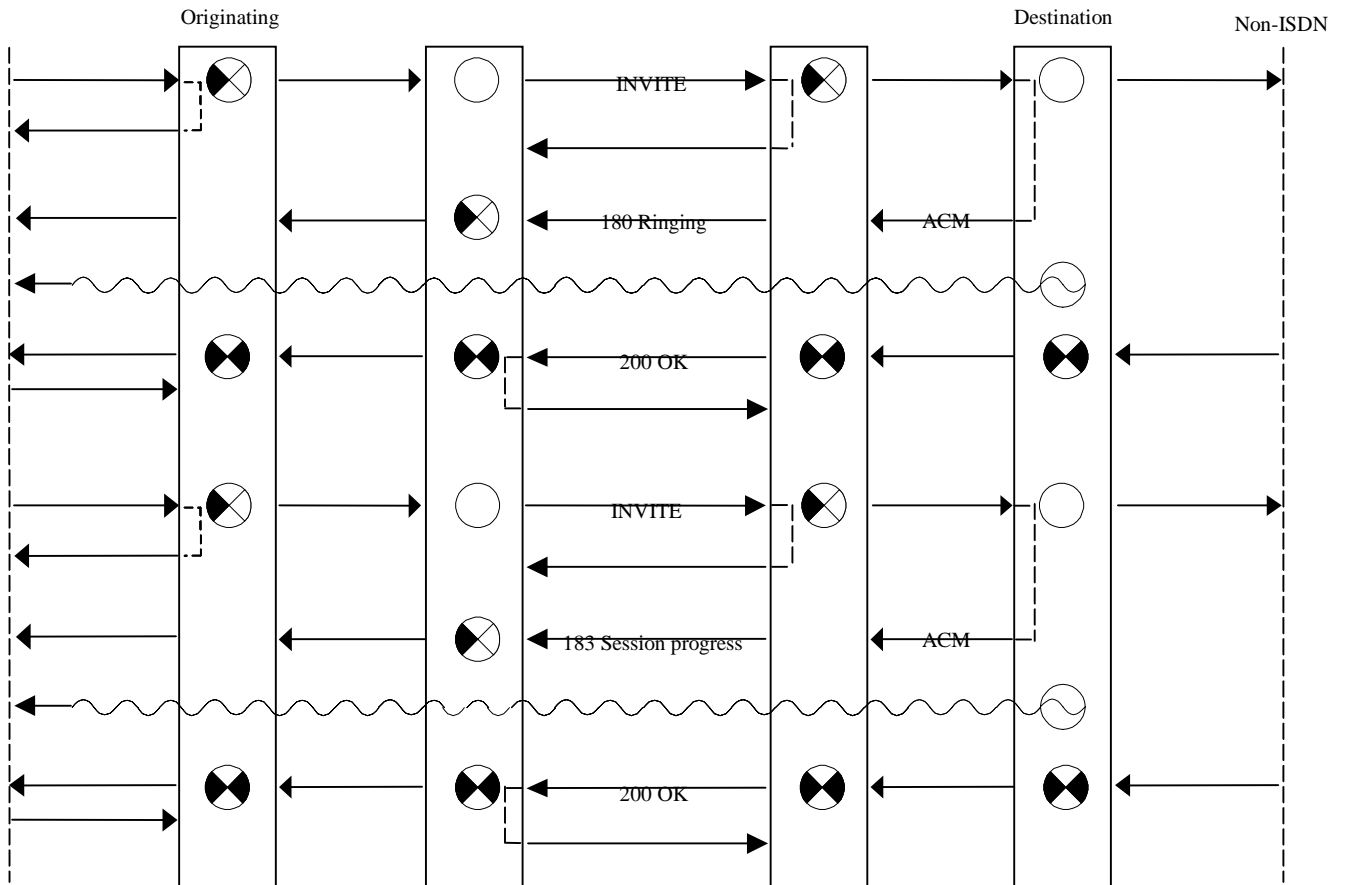 Originating
Destination
Non-ISDN
INVITE
180 Ringing
ACM
200 OK
INVITE
183 Session progress
ACM
200 OK